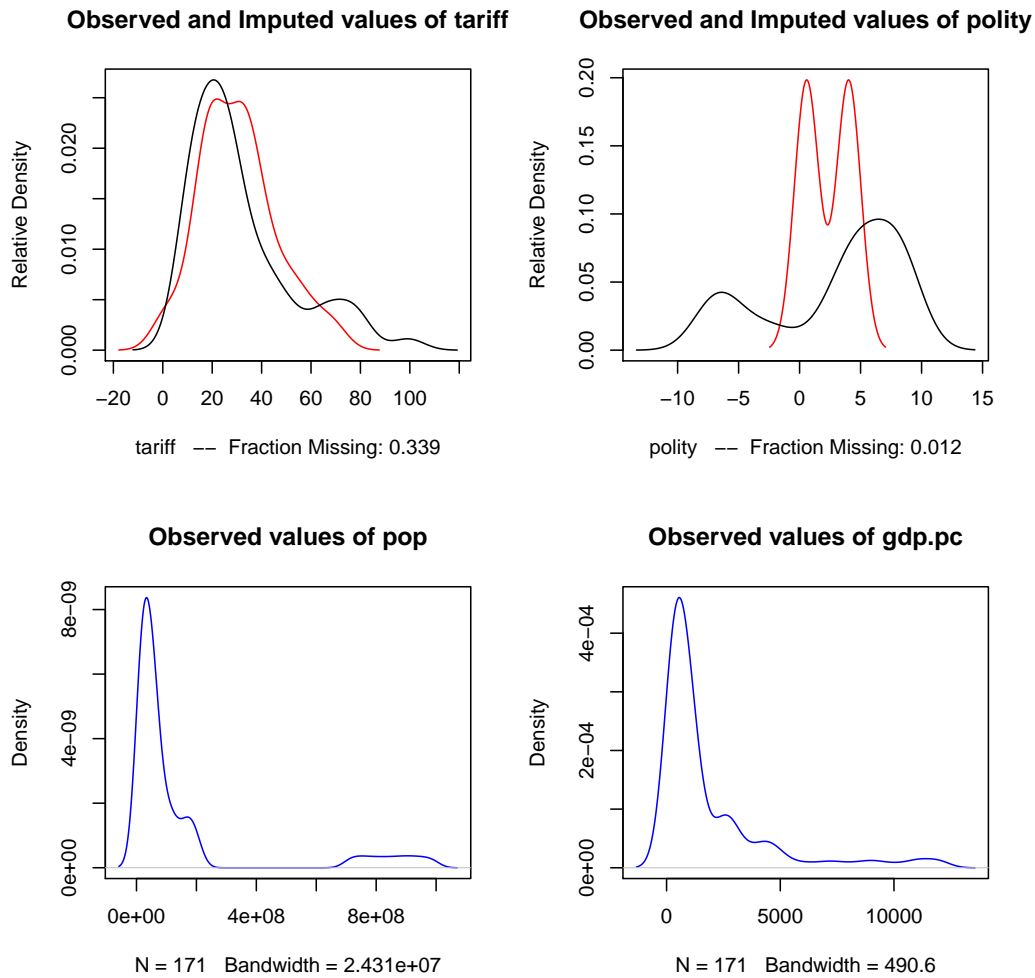 Observed and Imputed values of tariff
Relative Density
0.000
0.010
0.020
−20
0
20
40
60
80
100
tariff −− Fraction Missing: 0.339
Observed and Imputed values of polity
Relative Density
0.00
0.05
0.10
0.15
0.20
−10
−5
0
5
10
15
polity −− Fraction Missing: 0.012
Observed values of pop
Density
0e+00
4e−09
8e−09
0e+00
4e+08
8e+08
N = 171 Bandwidth = 2.431e+07
Observed values of gdp.pc
Density
0e+00
2e−04
4e−04
0
5000
10000
N = 171 Bandwidth = 490.6